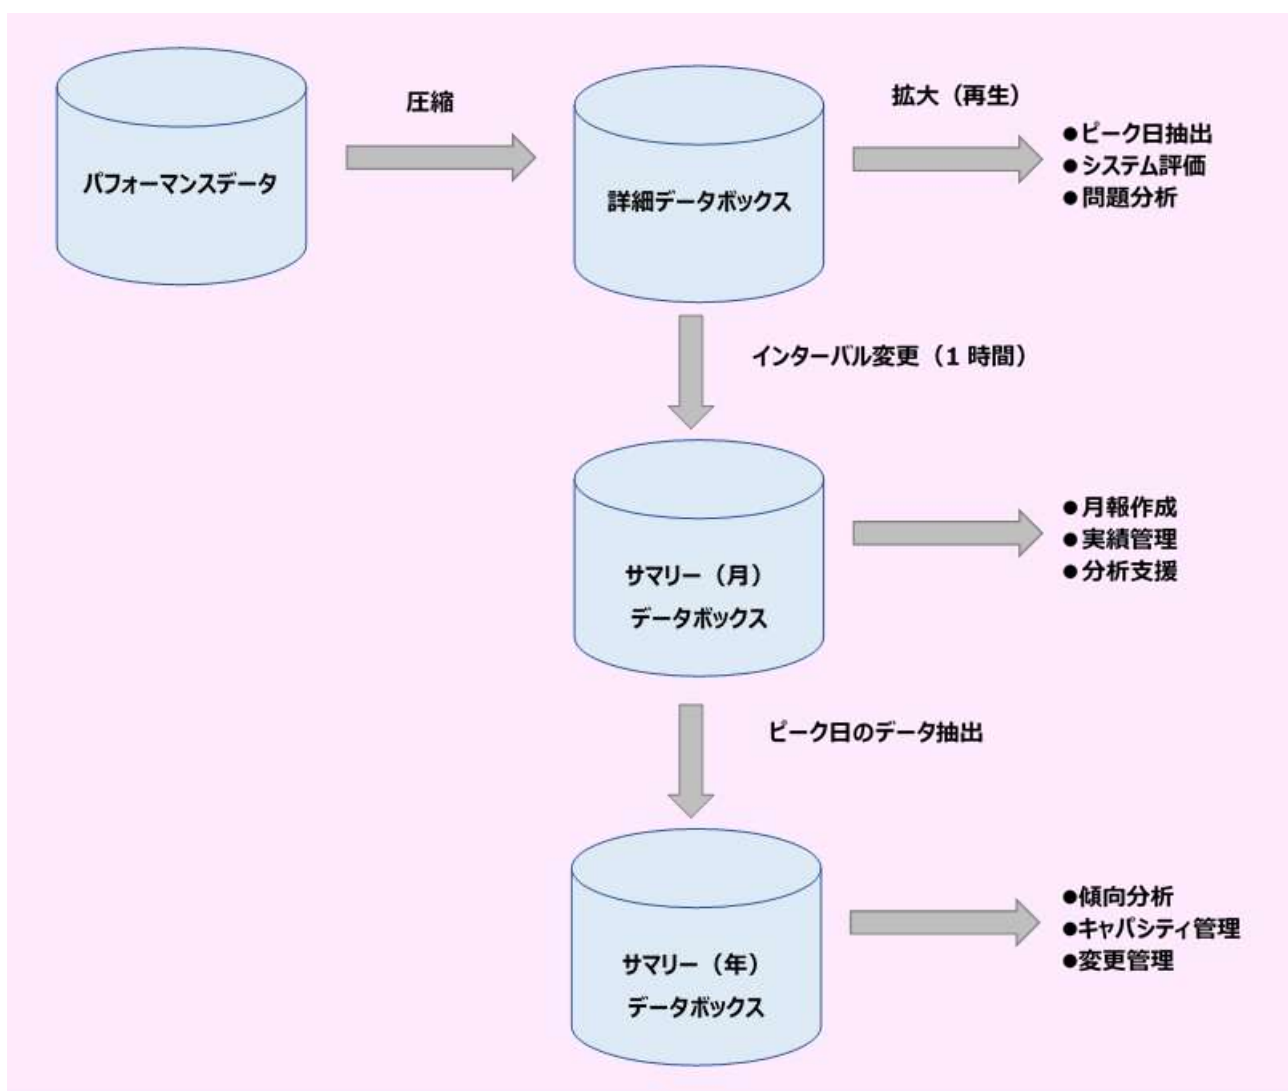 圧縮
拡大（再生）
パフォーマンスデータ
詳細データボックス
●ピーク日抽出
●システム評価
●問題分析
インターバル変更（1 時間）
サマリー（月）
データボックス
●月報作成
●実績管理
●分析支援
ピーク日のデータ抽出
サマリー（年）
データボックス
●傾向分析
●キャパシティ管理
●変更管理